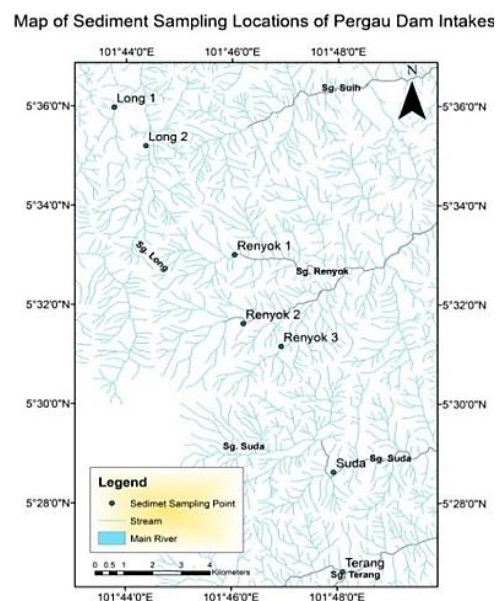 Map of Sediment Sampling Locations of Pergau Dam Intakes
101°44'0"E 101°46'0"E 101°48'0"E
N
Sg. Suih
5°36'0"N Long 1 5°36'0"N
Long 2
5°34'0"N 5°34'0"N
Sg. Long
Renyok 1
Sg. Renyok
5°32'0"N 5°32'0"N
Renyok 2
Renyok 3
5°30'0"N 5°30'0"N
Sg. Suda
Suda
Sg. Suda
5°28'0"N 5°28'0"N
Legend
Sedimet Sampling Point
Stream
Main River
0 0.5 1 2 3 4
Kilometers
Terang
Sg. Terang
101°44'0"E 101°46'0"E 101°48'0"E